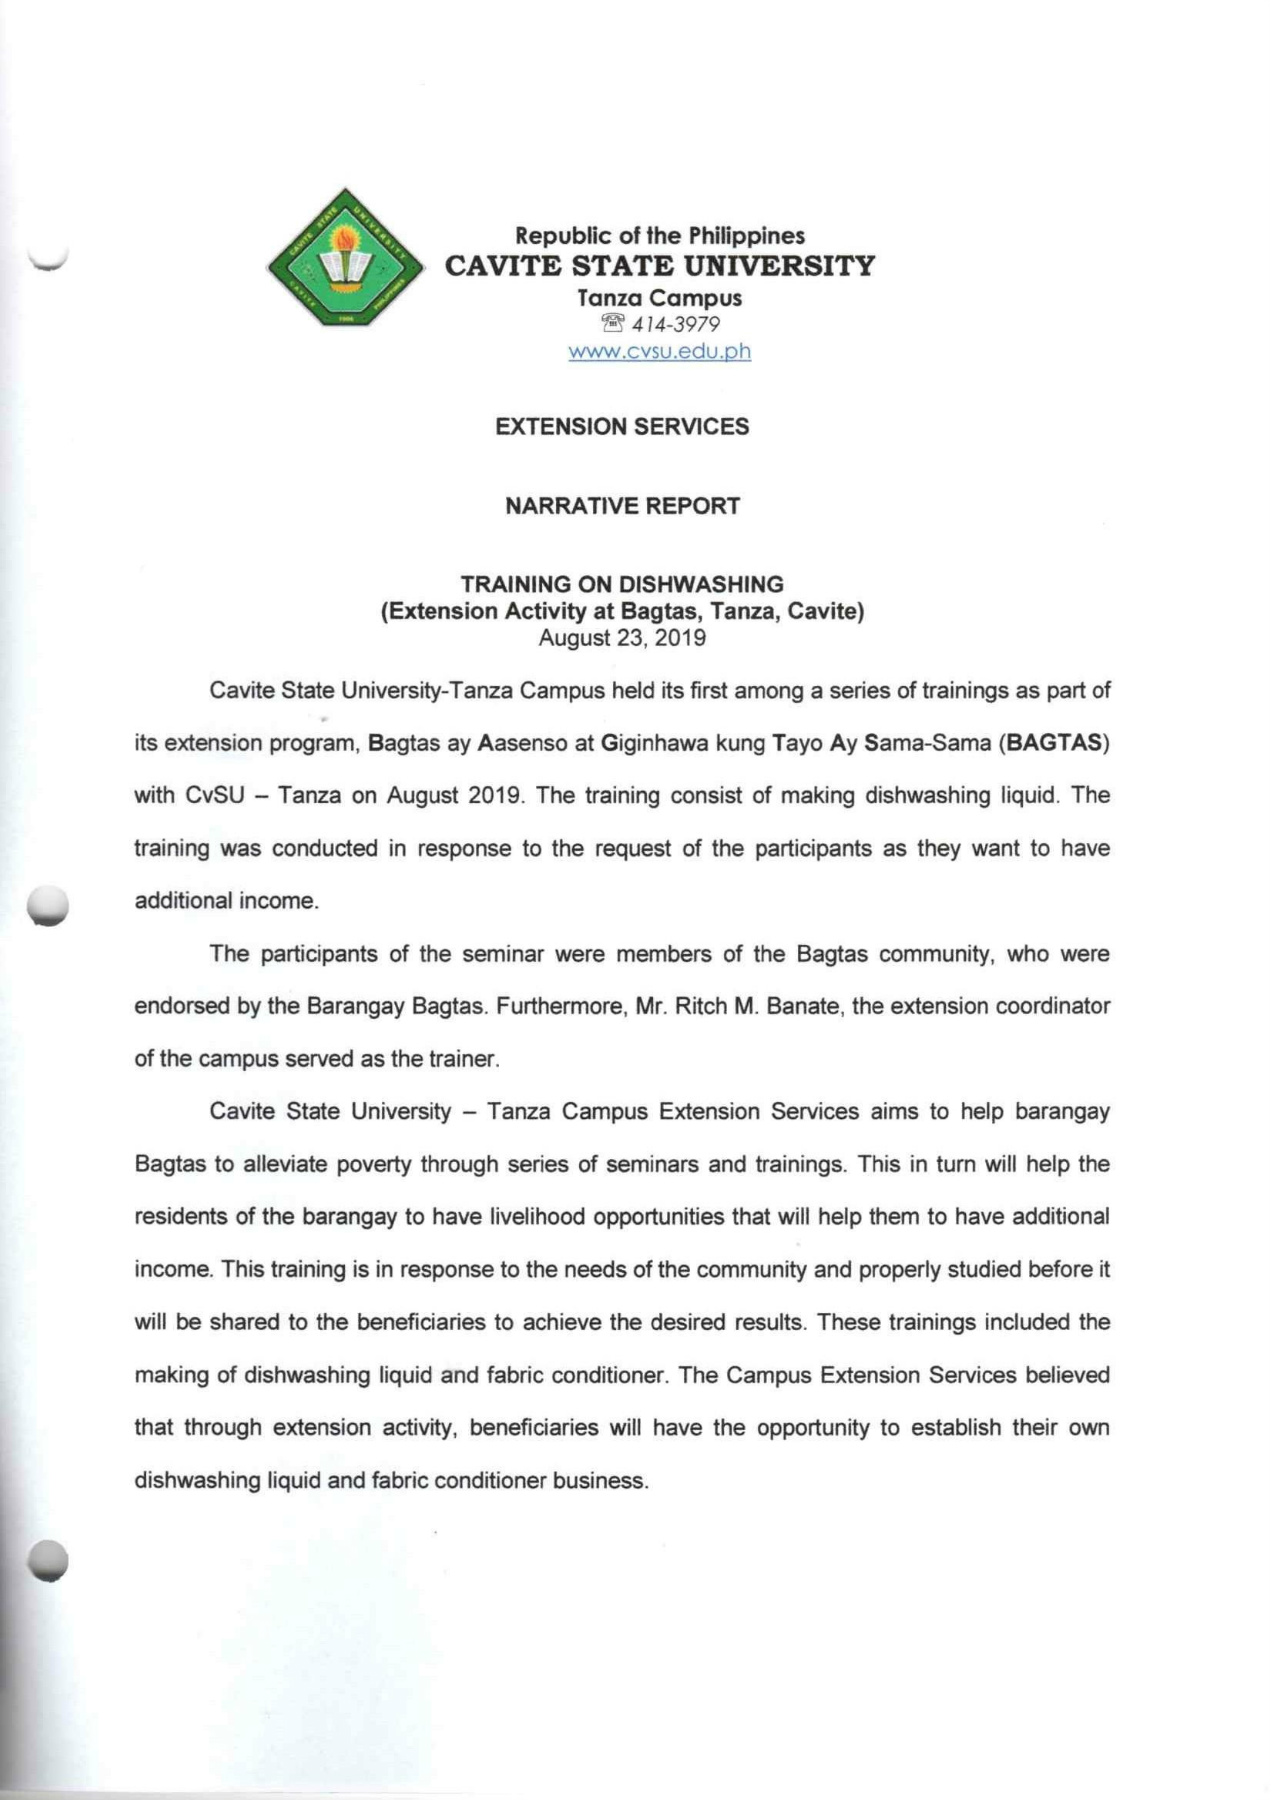 CAVITE STATE UNIVERSITY
CAVITE PHILIPPINES
1906
Republic of the Philippines
CAVITE STATE UNIVERSITY
Tanza Campus
☏ 414-3979
www.cvsu.edu.ph
EXTENSION SERVICES
NARRATIVE REPORT
TRAINING ON DISHWASHING
(Extension Activity at Bagtas, Tanza, Cavite)
August 23, 2019
Cavite State University-Tanza Campus held its first among a series of trainings as part of
its extension program, Bagtas ay Aasenso at Giginhawa kung Tayo Ay Sama-Sama (BAGTAS)
with CvSU – Tanza on August 2019. The training consist of making dishwashing liquid. The
training was conducted in response to the request of the participants as they want to have
additional income.
The participants of the seminar were members of the Bagtas community, who were
endorsed by the Barangay Bagtas. Furthermore, Mr. Ritch M. Banate, the extension coordinator
of the campus served as the trainer.
Cavite State University – Tanza Campus Extension Services aims to help barangay
Bagtas to alleviate poverty through series of seminars and trainings. This in turn will help the
residents of the barangay to have livelihood opportunities that will help them to have additional
income. This training is in response to the needs of the community and properly studied before it
will be shared to the beneficiaries to achieve the desired results. These trainings included the
making of dishwashing liquid and fabric conditioner. The Campus Extension Services believed
that through extension activity, beneficiaries will have the opportunity to establish their own
dishwashing liquid and fabric conditioner business.